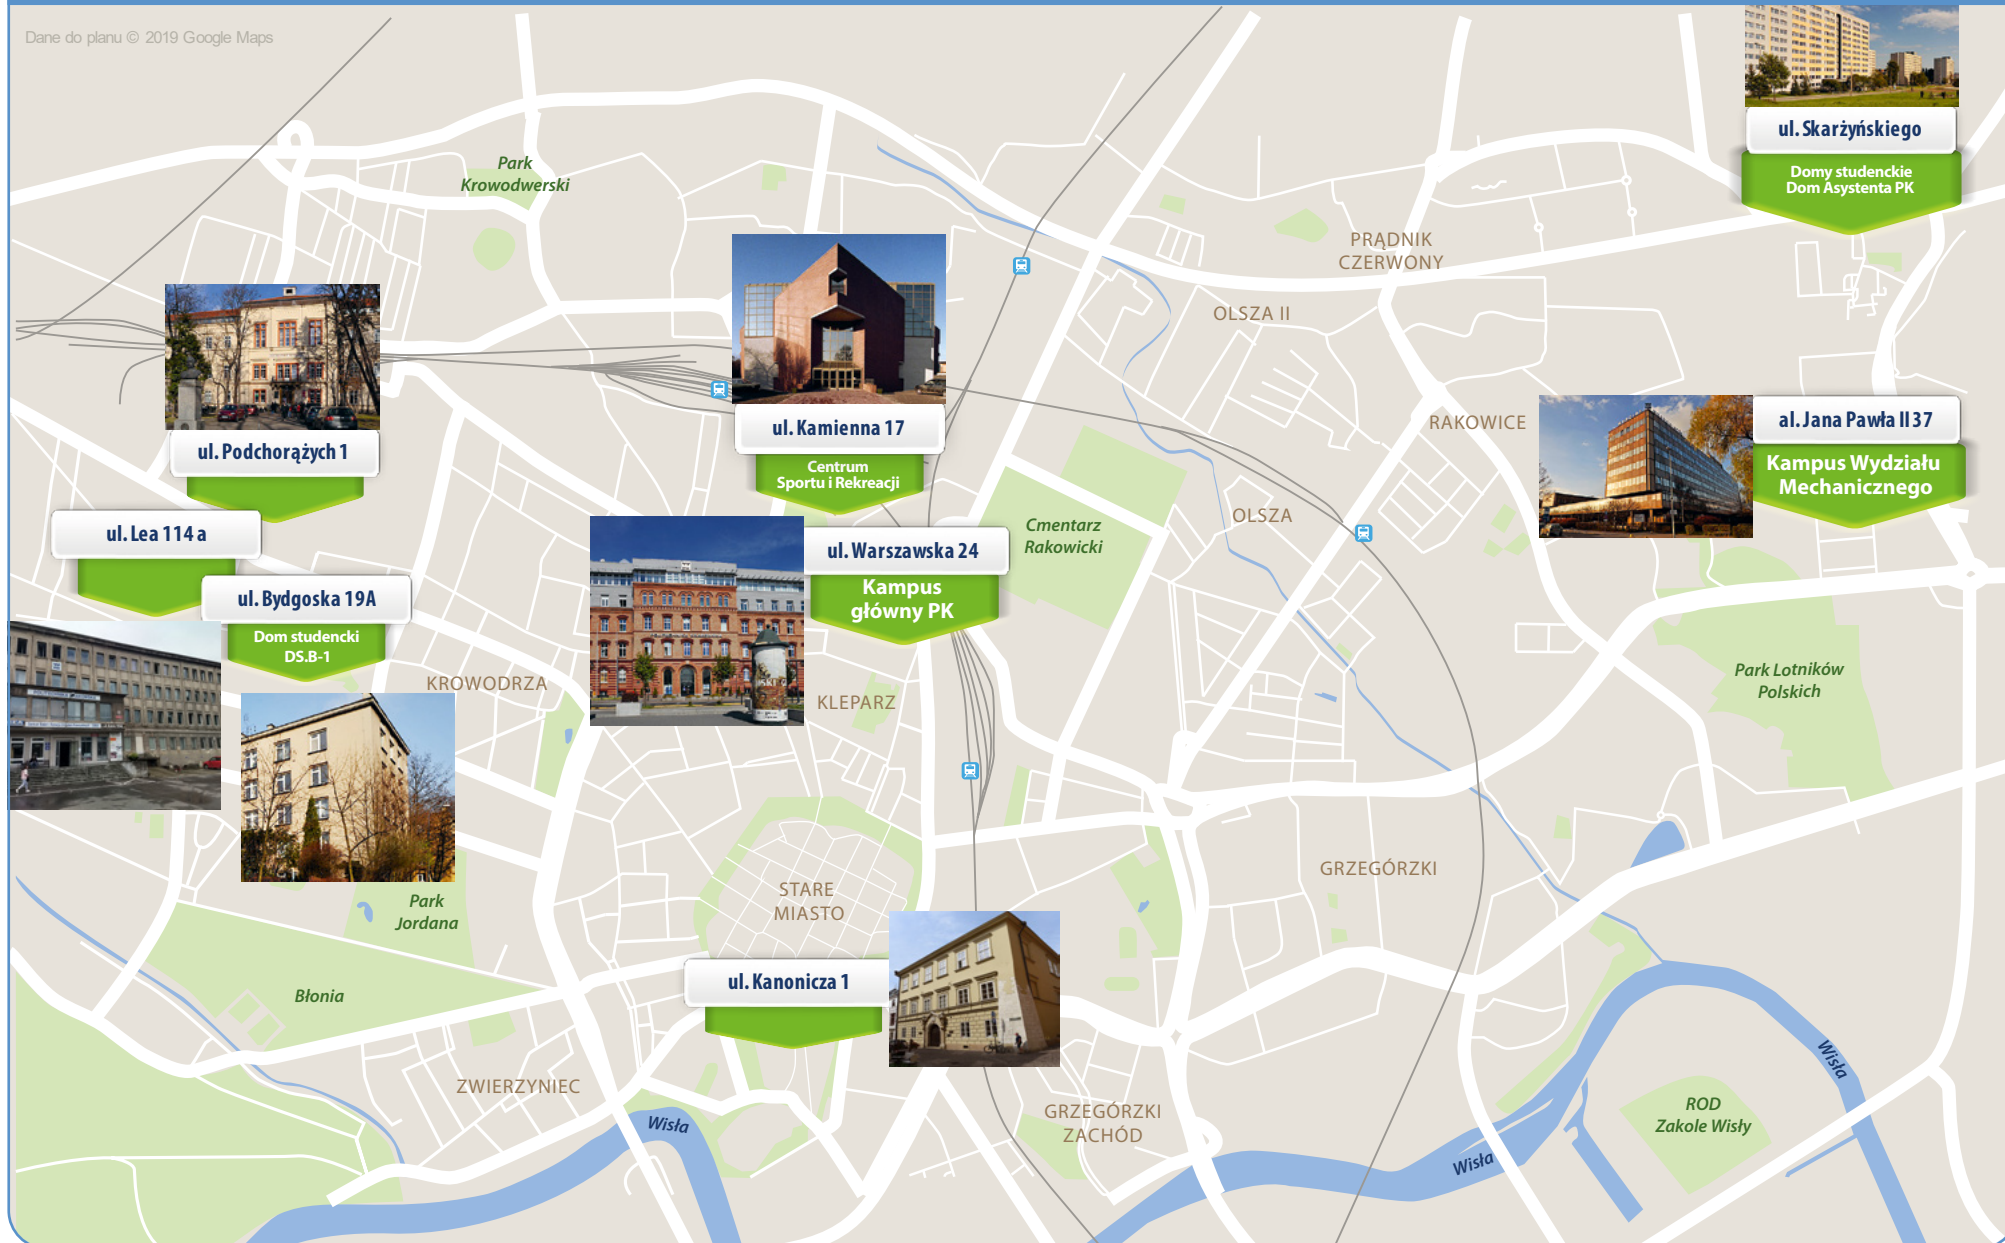 Dane do planu © 2019 Google Maps
ul. Skarżyńskiego
Domy studenckie
Dom Asystenta PK
Park
Krowodwerski
PRĄDNIK
CZERWONY
OLSZA II
ul. Kamienna 17
Centrum
Sportu i Rekreacji
RAKOWICE
al. Jana Pawła II 37
Kampus Wydziału
Mechanicznego
ul. Podchorążych 1
ul. Lea 114 a
ul. Bydgoska 19A
Dom studencki
DS.B-1
ul. Warszawska 24
Kampus
główny PK
Cmentarz
Rakowicki
OLSZA
KROWODRZA
KLEPARZ
Park Lotników
Polskich
GRZEGÓRZKI
STARE
MIASTO
Park
Jordana
Błonia
ul. Kanonicza 1
ZWIERZYNIEC
Wisła
GRZEGÓRZKI
ZACHÓD
Wisła
ROD
Zakole Wisły
Wisła